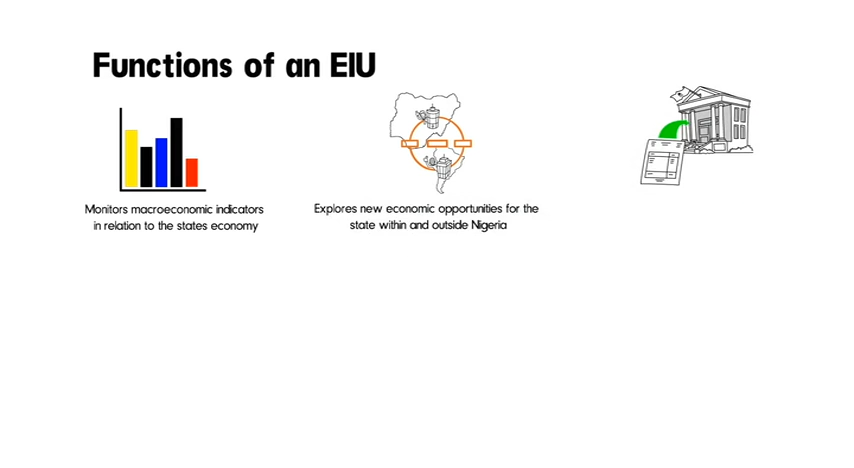 Functions of an EIU
Monitors macroeconomic indicators
in relation to the states economy
Explores new economic opportunities for the
state within and outside Nigeria